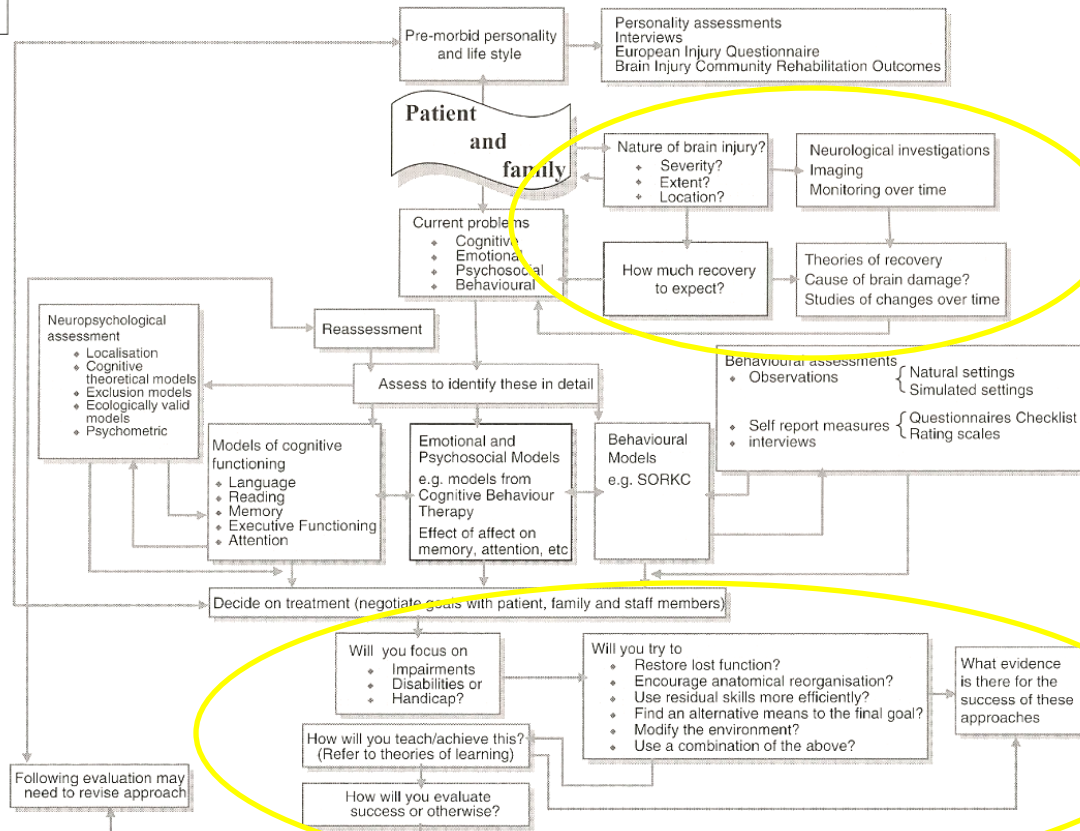 Pre-morbid personality
and life style
Personality assessments
Interviews
European Injury Questionnaire
Brain Injury Community Rehabilitation Outcomes
Patient
and
family
Nature of brain injury?
Severity?
Extent?
Location?
Neurological investigations
Imaging
Monitoring over time
Current problems
Cognitive
Emotional
Psychosocial
Behavioural
How much recovery
to expect?
Theories of recovery
Cause of brain damage?
Studies of changes over time
Neuropsychological
assessment
Localisation
Cognitive
theoretical models
Exclusion models
Ecologically valid
models
Psychometric
Reassessment
Assess to identify these in detail
Behavioural assessments
Observations
Natural settings
Simulated settings
Self report measures
interviews
Questionnaires Checklist
Rating scales
Models of cognitive
functioning
Language
Reading
Memory
Executive Functioning
Attention
Emotional and
Psychosocial Models
e.g. models from
Cognitive Behaviour
Therapy
Effect of affect on
memory, attention, etc
Behavioural
Models
e.g. SORKC
Decide on treatment (negotiate goals with patient, family and staff members)
Will you focus on
Impairments
Disabilities or
Handicap?
Will you try to
Restore lost function?
Encourage anatomical reorganisation?
Use residual skills more efficiently?
Find an alternative means to the final goal?
Modify the environment?
Use a combination of the above?
What evidence
is there for the
success of these
approaches
How will you teach/achieve this?
(Refer to theories of learning)
Following evaluation may
need to revise approach
How will you evaluate
success or otherwise?